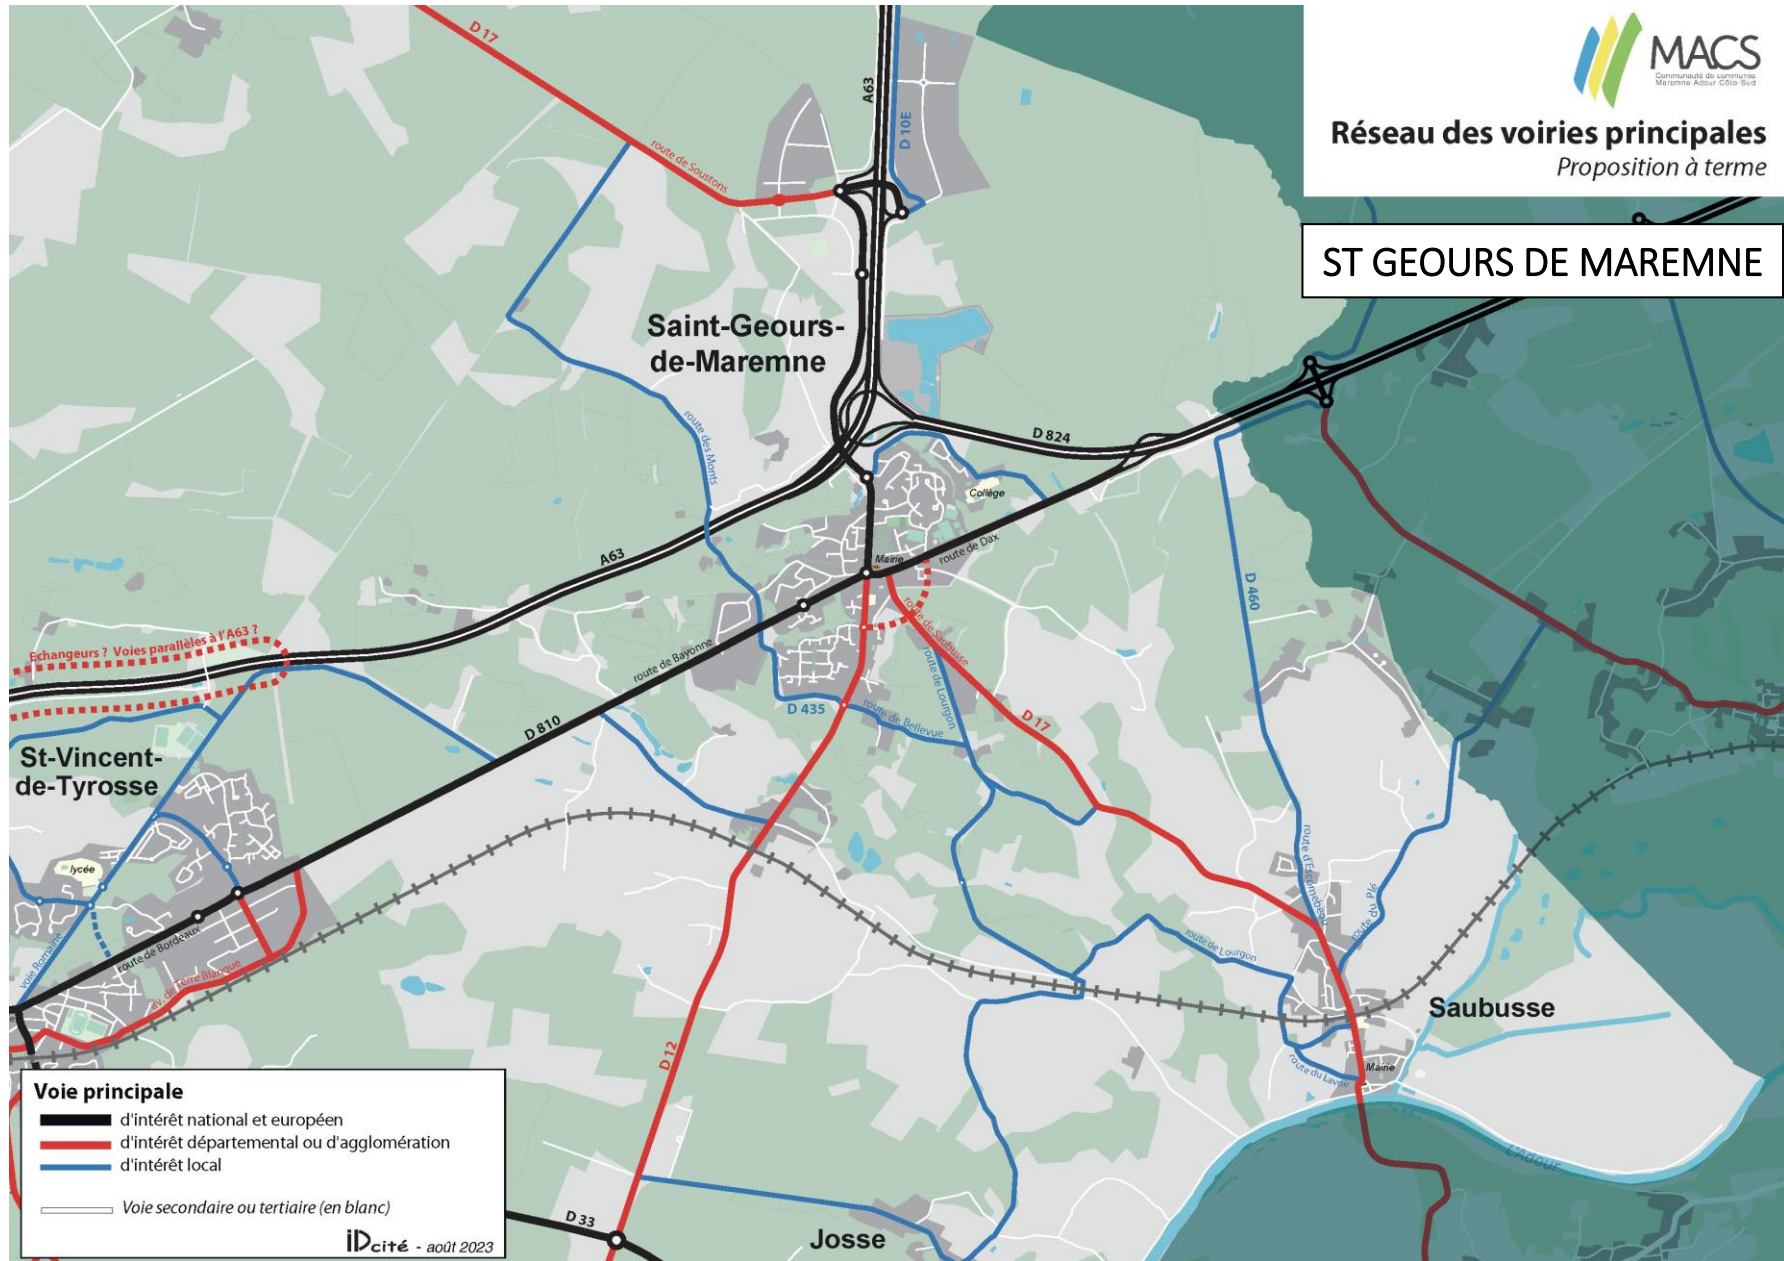 MACS
Communauté de communes
Maremne Adour Côte-Sud
Réseau des voiries principales
Proposition à terme
ST GEOURS DE MAREMNE
D 17
A63
D 10E
route de Soustons
Saint-Geours-
de-Maremne
route des Monts
D 824
Collège
A63
Mairie
route de Dax
D 460
Echangeurs ? Voies parallèles à l'A63 ?
route de Bayonne
route de Saubusse
route de Lourgon
D 435
route de Bellevue
D 17
D 810
St-Vincent-
de-Tyrosse
lycée
route d'Escornebeou
route du Plé
route de Bordeaux
voie Romaine
av. de Terre Blanque
route de Lourgon
Saubusse
D 12
route du Lavoir
Mairie
L'Adour
Voie principale
d'intérêt national et européen
d'intérêt départemental ou d'agglomération
d'intérêt local
Voie secondaire ou tertiaire (en blanc)
iDcité - août 2023
D 33
Josse